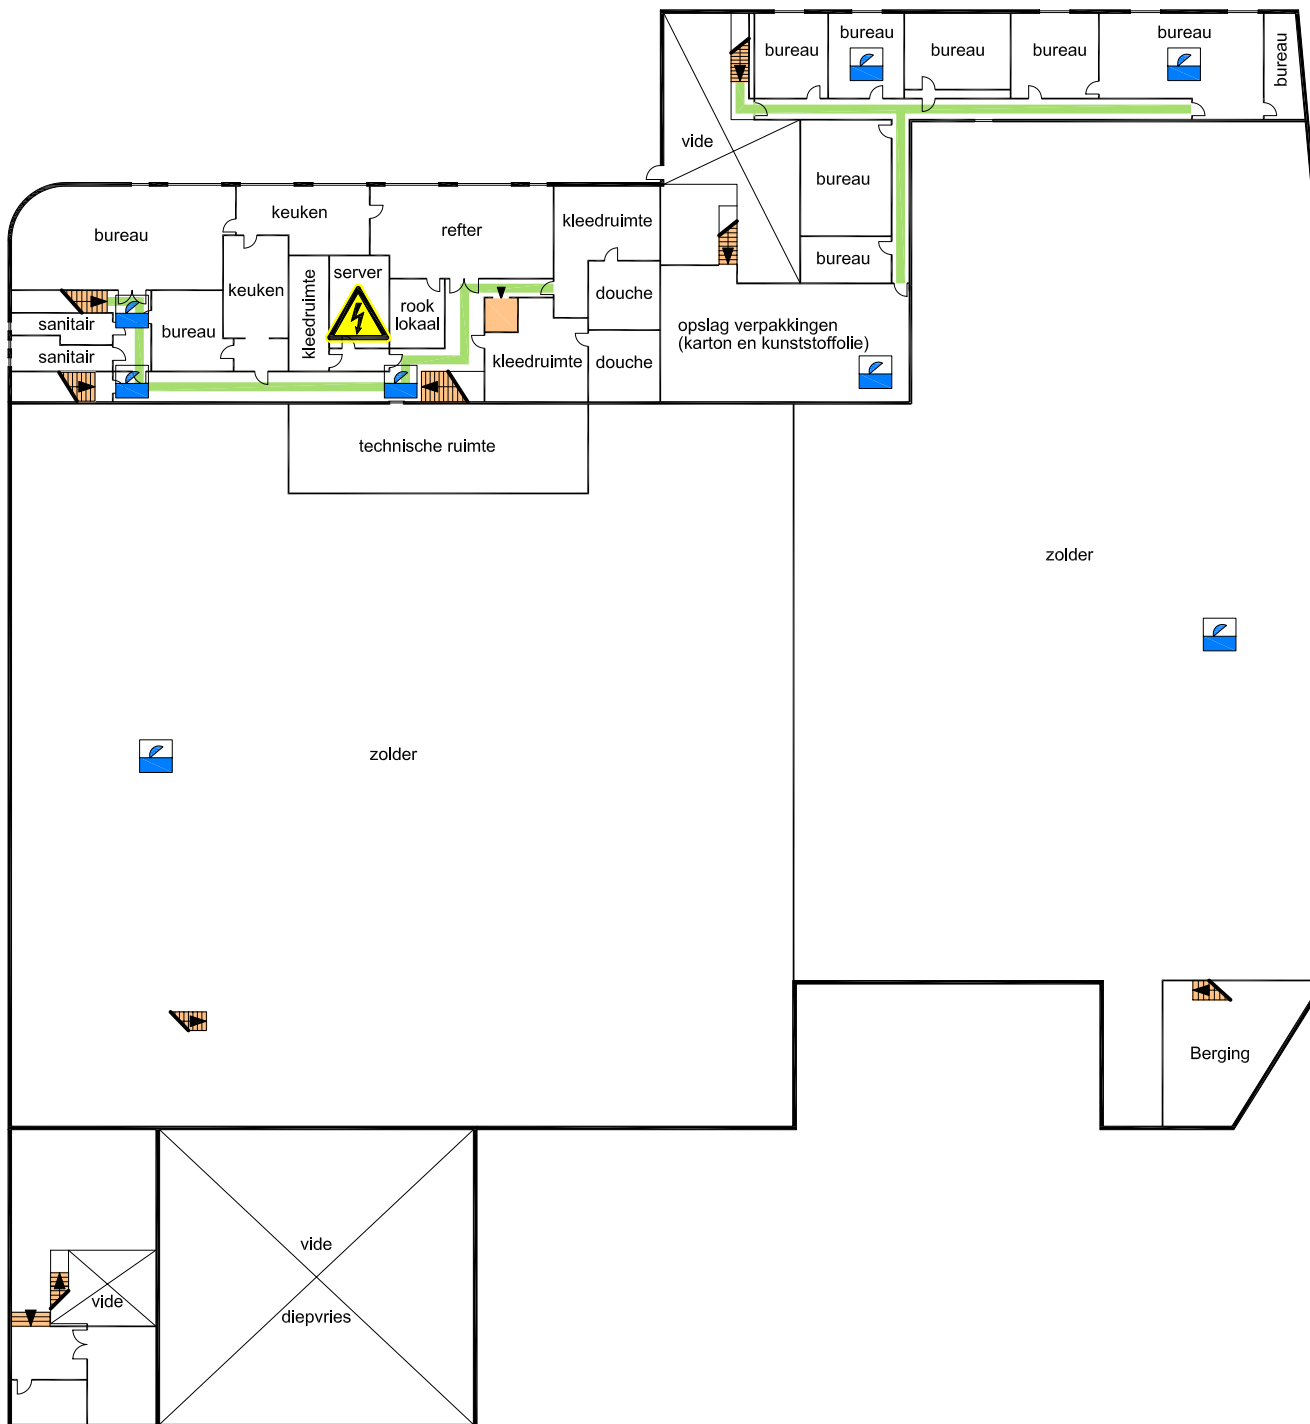 bureau
bureau
bureau
bureau
bureau
bureau
vide
bureau
bureau
keuken
bureau
refter
kleedruimte
keuken
kleedruimte
server
rook
lokaal
douche
sanitair
sanitair
bureau
kleedruimte
douche
opslag verpakkingen
(karton en kunststoffolie)
technische ruimte
zolder
zolder
Berging
vide
diepvries
vide